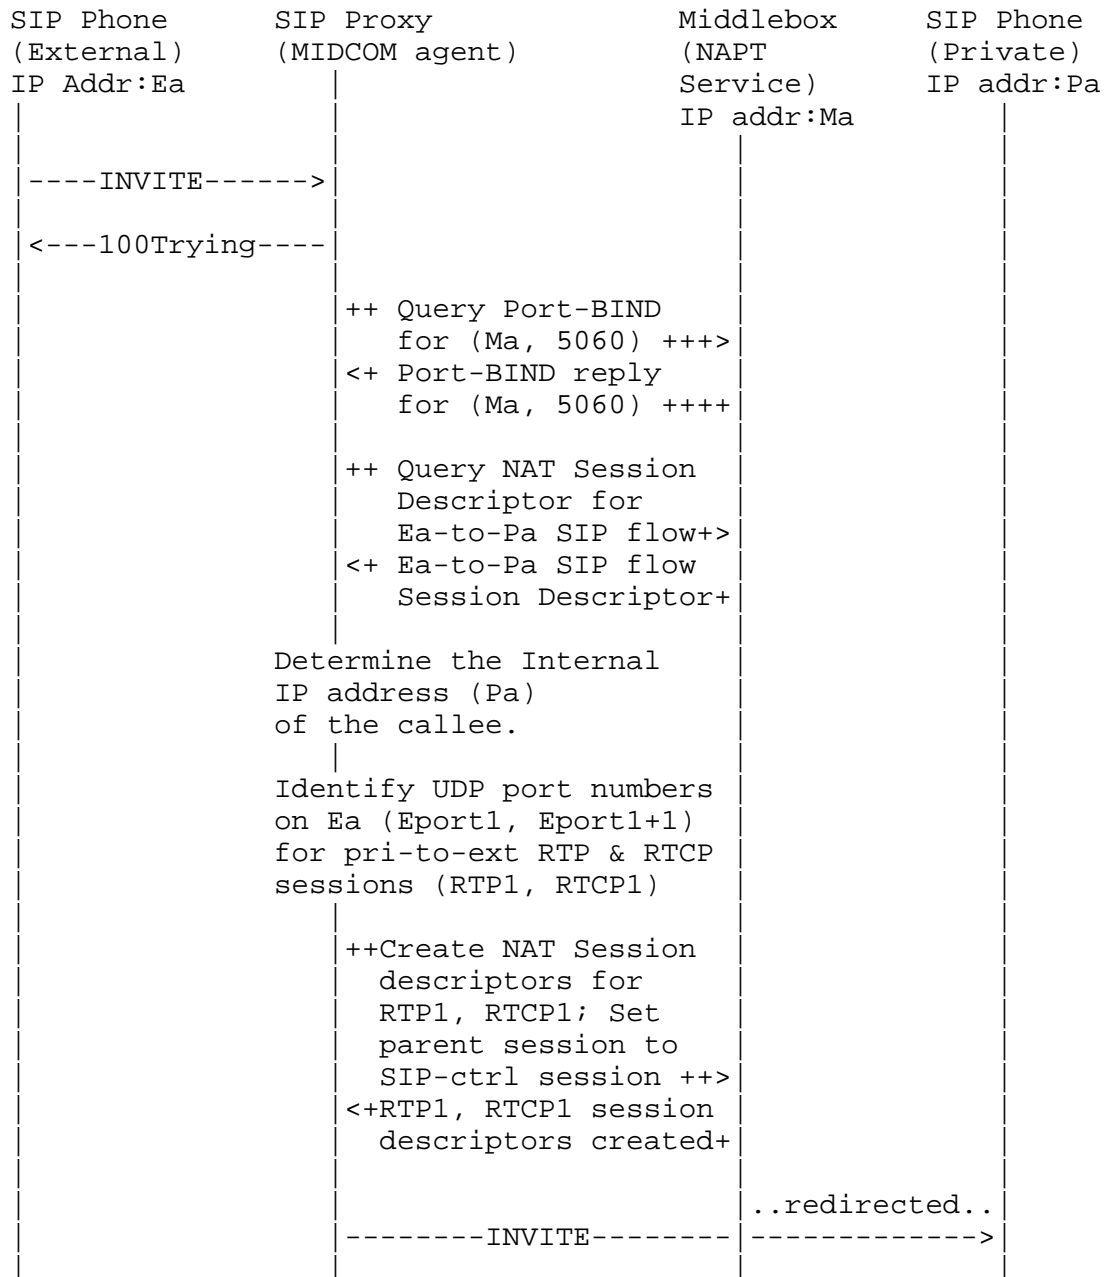 SIP Phone      SIP Proxy                Middlebox     SIP Phone
(External)     (MIDCOM agent)           (NAPT         (Private)
IP Addr:Ea         |                    Service)      IP addr:Pa
|                  |                    IP addr:Ma         |
|                  |                       |               |
|----INVITE------>|                       |               |
|                  |                       |               |
|<---100Trying----|                       |               |
|                  |                       |               |
|                  |++ Query Port-BIND     |               |
|                  |   for (Ma, 5060) +++>|               |
|                  |<+ Port-BIND reply     |               |
|                  |   for (Ma, 5060) ++++|               |
|                  |                       |               |
|                  |++ Query NAT Session   |               |
|                  |   Descriptor for      |               |
|                  |   Ea-to-Pa SIP flow+>|               |
|                  |<+ Ea-to-Pa SIP flow   |               |
|                  |   Session Descriptor+|               |
|                  |                       |               |
|              Determine the Internal      |               |
|              IP address (Pa)             |               |
|              of the callee.              |               |
|                  |                       |               |
|              Identify UDP port numbers   |               |
|              on Ea (Eport1, Eport1+1)    |               |
|              for pri-to-ext RTP & RTCP   |               |
|              sessions (RTP1, RTCP1)      |               |
|                  |                       |               |
|                  |++Create NAT Session   |               |
|                  |  descriptors for      |               |
|                  |  RTP1, RTCP1; Set     |               |
|                  |  parent session to    |               |
|                  |  SIP-ctrl session ++>|               |
|                  |<+RTP1, RTCP1 session  |               |
|                  |  descriptors created+|               |
|                  |                       |               |
|                  |                       |..redirected..|
|                  |--------INVITE--------|------------->|
|                  |                       |               |